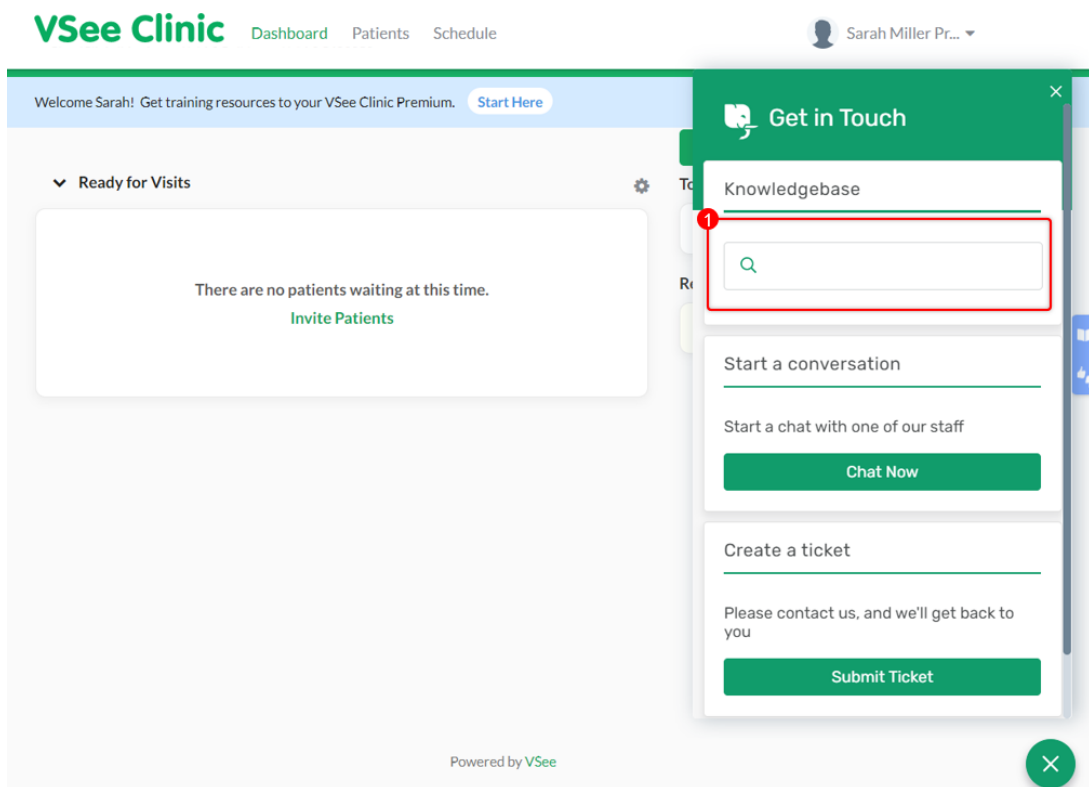 VSee Clinic Dashboard Patients Schedule Sarah Miller Pr...
Welcome Sarah! Get training resources to your VSee Clinic Premium. Start Here
Ready for Visits
There are no patients waiting at this time.
Invite Patients
Get in Touch
Knowledgebase
1
Start a conversation
Start a chat with one of our staff
Chat Now
Create a ticket
Please contact us, and we'll get back to
you
Submit Ticket
Powered by VSee